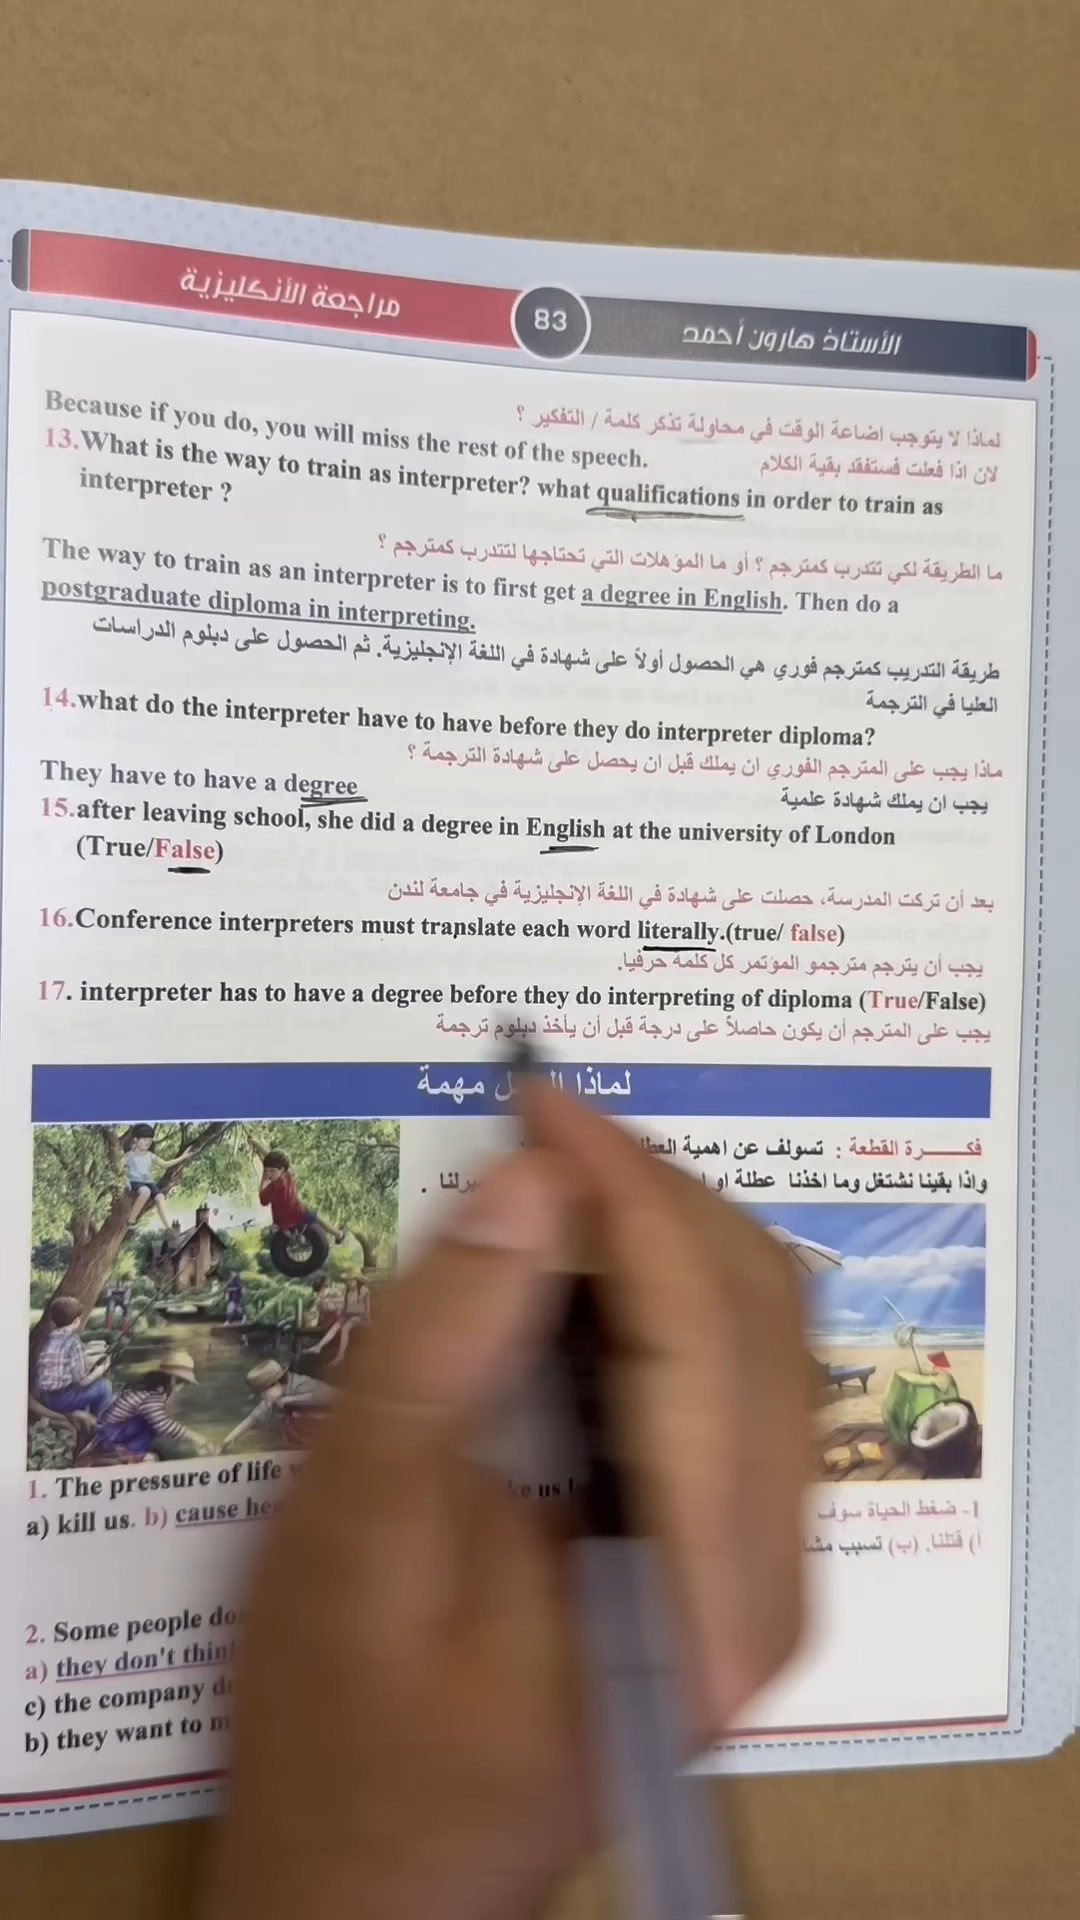 مراجعة الأنكليزية
83
الأستاذ هارون أحمد
لماذا لا يتوجب اضاعة الوقت في محاولة تذكر كلمة / التفكير ؟
Because if you do, you will miss the rest of the speech.
لان اذا فعلت فستفقد بقية الكلام
13.What is the way to train as interpreter? what qualifications in order to train as
interpreter ?
ما الطريقة لكي تتدرب كمترجم ؟ أو ما المؤهلات التي تحتاجها لتتدرب كمترجم ؟
The way to train as an interpreter is to first get a degree in English. Then do a
postgraduate diploma in interpreting.
طريقة التدريب كمترجم فوري هي الحصول أولاً على شهادة في اللغة الإنجليزية. ثم الحصول على دبلوم الدراسات
العليا في الترجمة
14.what do the interpreter have to have before they do interpreter diploma?
ماذا يجب على المترجم الفوري ان يملك قبل ان يحصل على شهادة الترجمة ؟
They have to have a degree
يجب ان يملك شهادة علمية
15.after leaving school, she did a degree in English at the university of London
(True/False)
بعد أن تركت المدرسة، حصلت على شهادة في اللغة الإنجليزية في جامعة لندن
16.Conference interpreters must translate each word literally.(true/ false)
يجب أن يترجم مترجمو المؤتمر كل كلمة حرفيا.
17. interpreter has to have a degree before they do interpreting of diploma (True/False)
يجب على المترجم أن يكون حاصلاً على درجة قبل أن يأخذ دبلوم ترجمة
لماذا مهمة
فكرة القطعة : تسولف عن اهمية
واذا بقينا نشتغل وما اخذنا عطلة او
1. The pressure of life
us
1- ضغط الحياة سوف
a) kill us. b) cause
أ) قتلنا. (ب) تسبب
2. Some people
a) they don't
c) the company
b) they want to